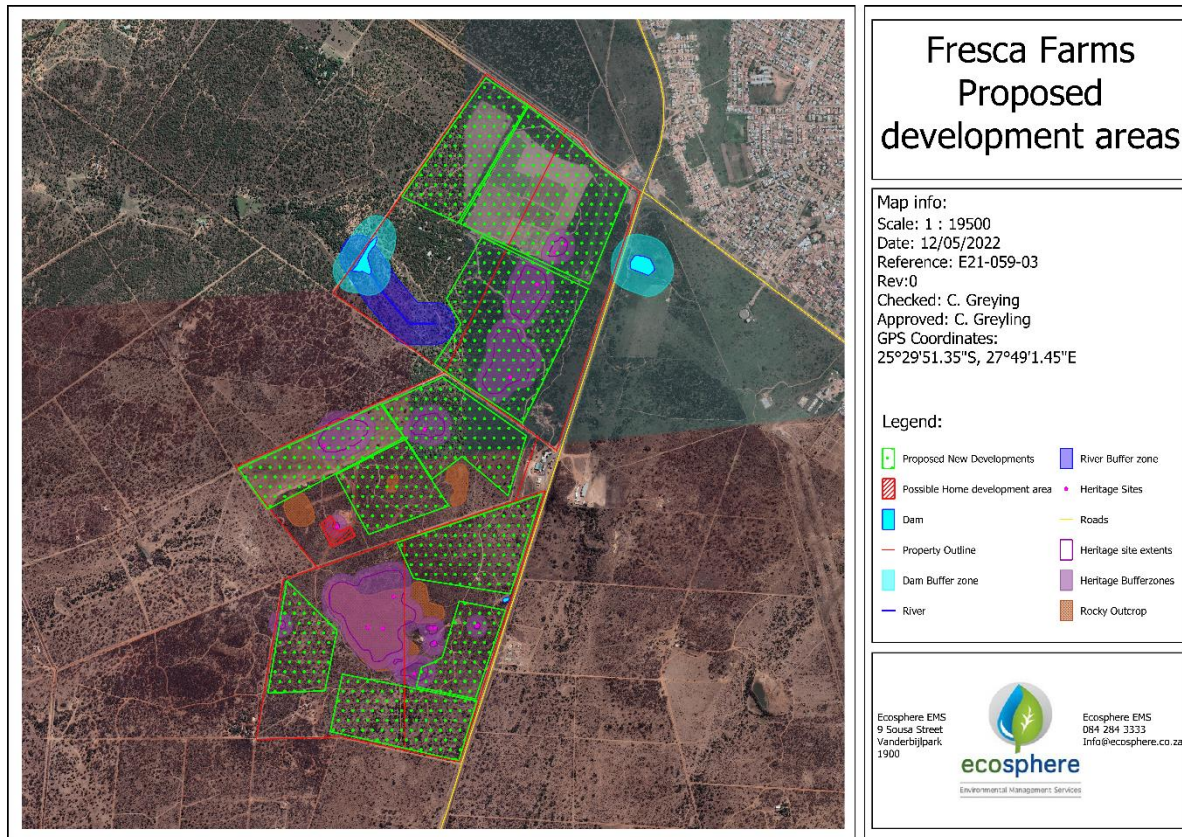 Fresca Farms
Proposed
development areas
Map info:
Scale: 1 : 19500
Date: 12/05/2022
Reference: E21-059-03
Rev:0
Checked: C. Greying
Approved: C. Greyling
GPS Coordinates:
25°29'51.35"S, 27°49'1.45"E
Legend:
Proposed New Developments
Possible Home development area
Dam
Property Outline
Dam Buffer zone
River
River Buffer zone
Heritage Sites
Roads
Heritage site extents
Heritage Bufferzones
Rocky Outcrop
Ecosphere EMS
9 Sousa Street
Vanderbijlpark
1900
ecosphere
Environmental Management Services
Ecosphere EMS
084 284 3333
Info@ecosphere.co.za